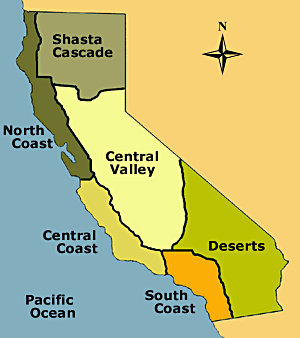 N
Shasta
Cascade
North
Coast
Central
Valley
Central
Coast
Deserts
South
Coast
Pacific
Ocean